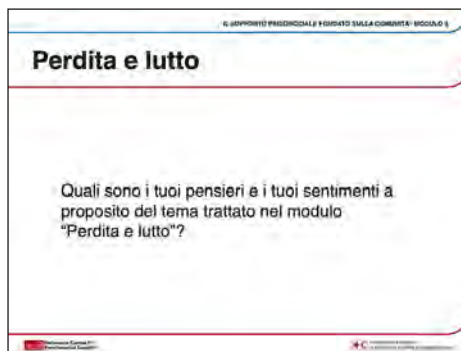 IL SUPPORTO PSICOSOCIALE FONDATO SULLA COMUNITÀ· MODULO 5
Perdita e lutto
Quali sono i tuoi pensieri e i tuoi sentimenti a
proposito del tema trattato nel modulo
“Perdita e lutto”?